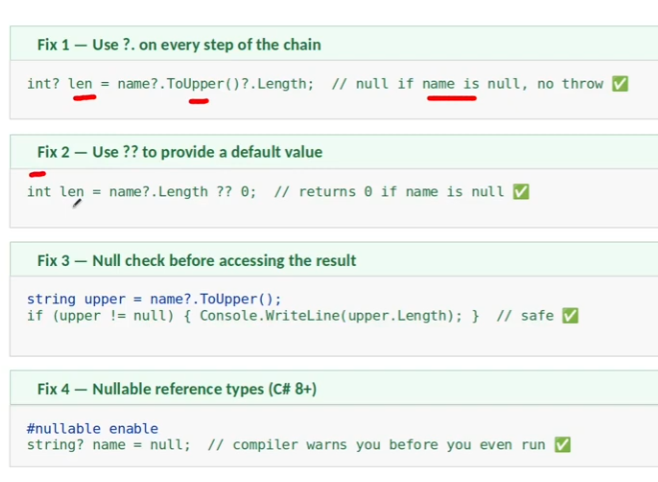 Fix 1 — Use ?. on every step of the chain
int? len = name?.ToUpper()?.Length;  // null if name is null, no throw ✅
Fix 2 — Use ?? to provide a default value
int len = name?.Length ?? 0;  // returns 0 if name is null ✅
Fix 3 — Null check before accessing the result
string upper = name?.ToUpper();
if (upper != null) { Console.WriteLine(upper.Length); }  // safe ✅
Fix 4 — Nullable reference types (C# 8+)
#nullable enable
string? name = null;  // compiler warns you before you even run ✅